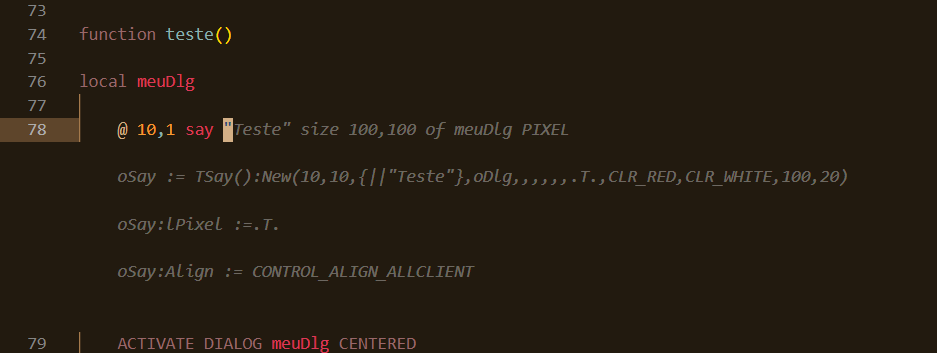 73
74 function teste()
75
76 local meuDlg
77
78 @ 10,1 say "Teste" size 100,100 of meuDlg PIXEL
oSay := TSay():New(10,10,{||"Teste"},oDlg,,,,,,.T.,CLR_RED,CLR_WHITE,100,20)
oSay:lPixel :=.T.
oSay:Align := CONTROL_ALIGN_ALLCLIENT
79 ACTIVATE DIALOG meuDlg CENTERED